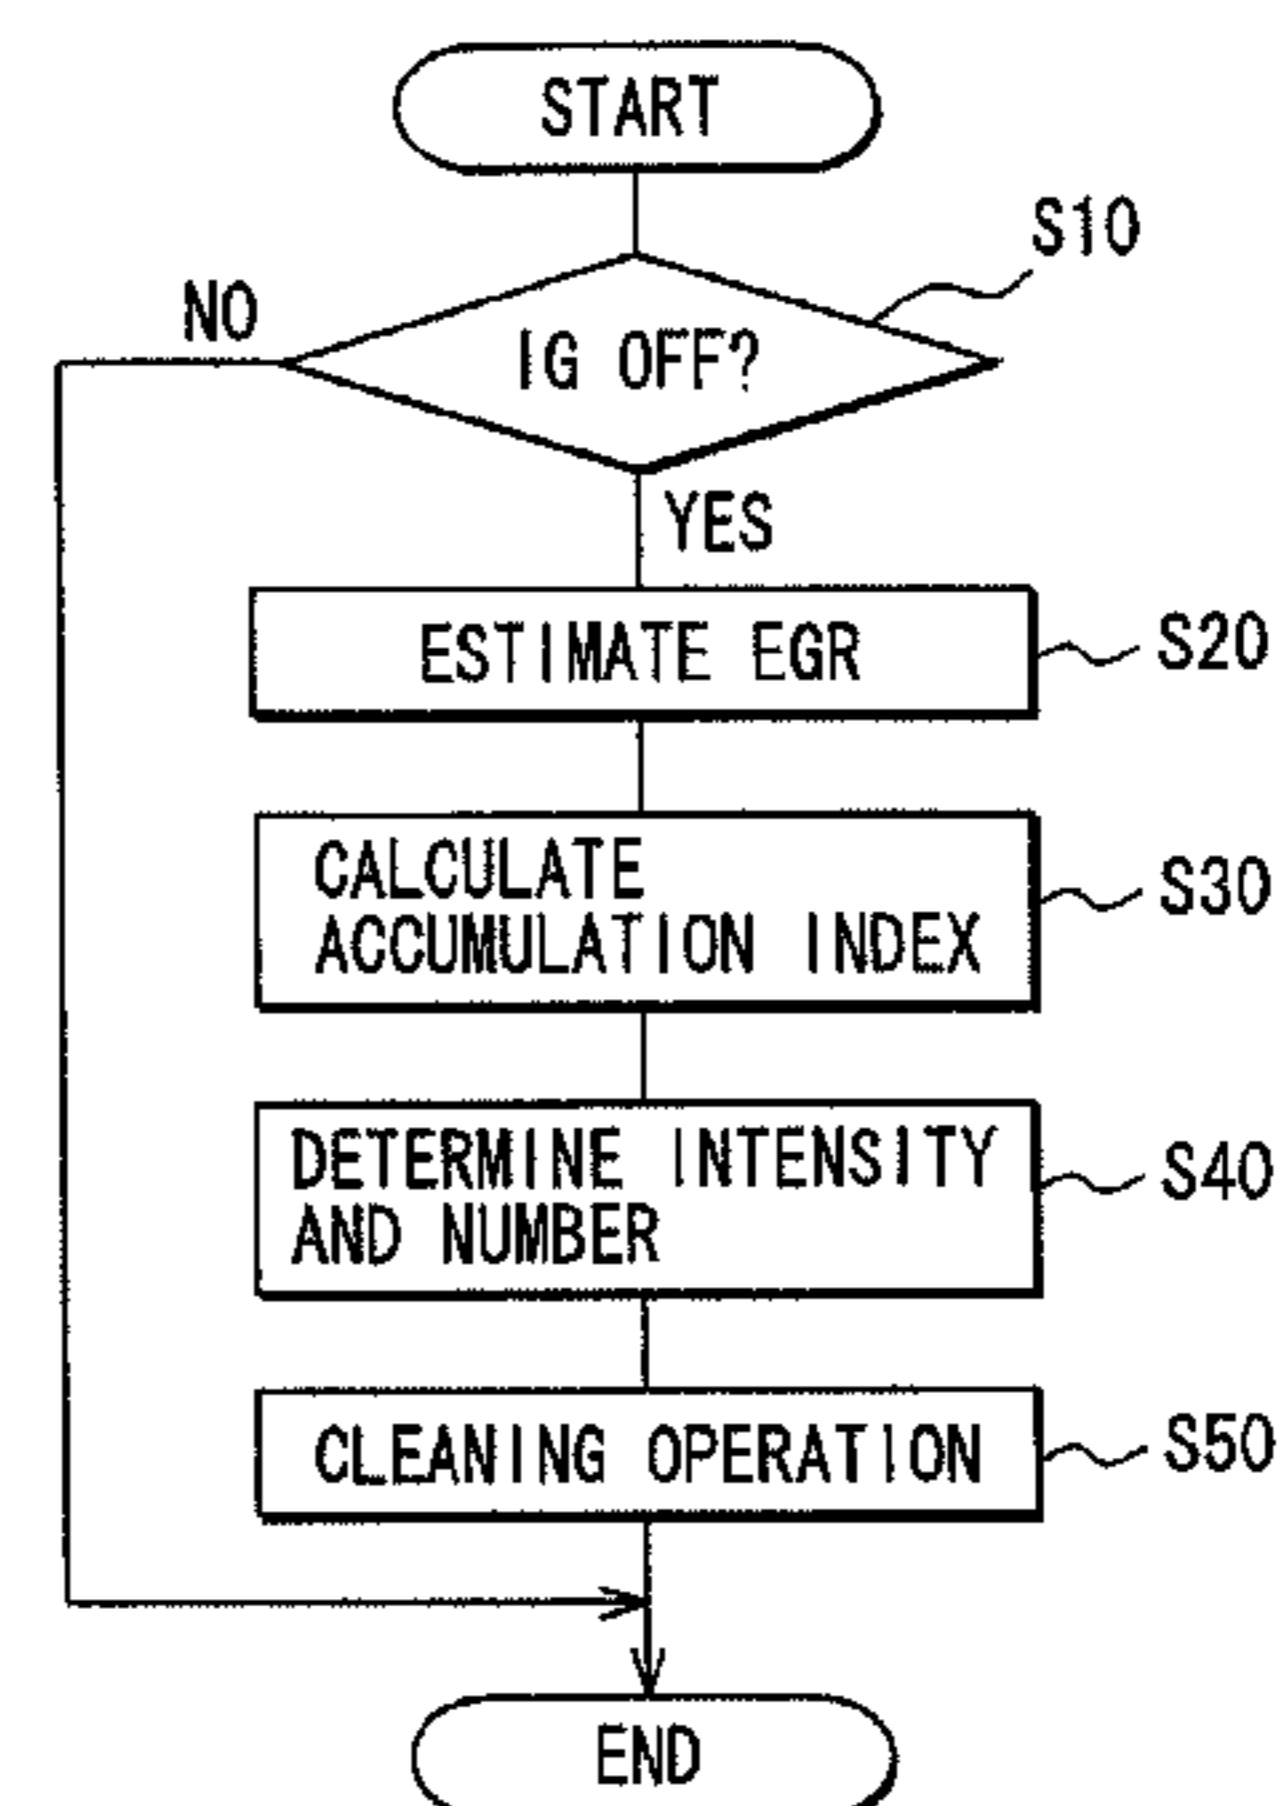 START
S10
NO
IG OFF?
YES
ESTIMATE EGR
S20
CALCULATE
ACCUMULATION INDEX
S30
DETERMINE INTENSITY
AND NUMBER
S40
CLEANING OPERATION
S50
END